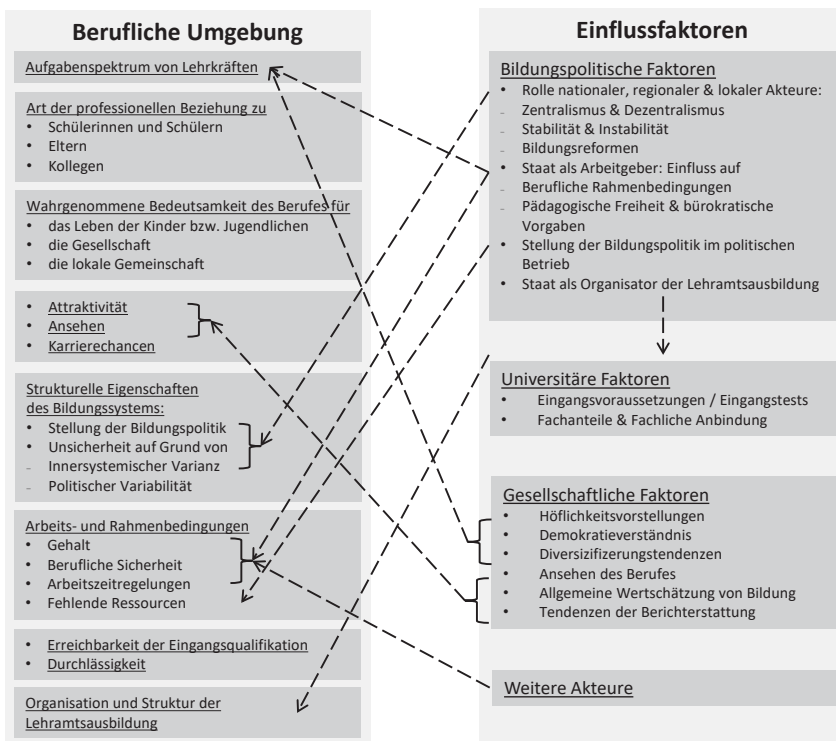 Berufliche Umgebung
Aufgabenspektrum von Lehrkräften
Art der professionellen Beziehung zu
• Schülerinnen und Schülern
• Eltern
• Kollegen
Wahrgenommene Bedeutsamkeit des Berufes für
• das Leben der Kinder bzw. Jugendlichen
• die Gesellschaft
• die lokale Gemeinschaft
• Attraktivität
• Ansehen
• Karrierechancen
Strukturelle Eigenschaften
des Bildungssystems:
• Stellung der Bildungspolitik
• Unsicherheit auf Grund von
- Innersystemischer Varianz
- Politischer Variabilität
Arbeits- und Rahmenbedingungen
• Gehalt
• Berufliche Sicherheit
• Arbeitszeitregelungen
• Fehlende Ressourcen
• Erreichbarkeit der Eingangsqualifikation
• Durchlässigkeit
Organisation und Struktur der
Lehramtsausbildung
Einflussfaktoren
Bildungspolitische Faktoren
• Rolle nationaler, regionaler & lokaler Akteure:
- Zentralismus & Dezentralismus
- Stabilität & Instabilität
- Bildungsreformen
• Staat als Arbeitgeber: Einfluss auf
- Berufliche Rahmenbedingungen
- Pädagogische Freiheit & bürokratische
Vorgaben
• Stellung der Bildungspolitik im politischen
Betrieb
• Staat als Organisator der Lehramtsausbildung
Universitäre Faktoren
• Eingangsvoraussetzungen / Eingangstests
• Fachanteile & Fachliche Anbindung
Gesellschaftliche Faktoren
• Höflichkeitsvorstellungen
• Demokratieverständnis
• Diversizifizerungstendenzen
• Ansehen des Berufes
• Allgemeine Wertschätzung von Bildung
• Tendenzen der Berichterstattung
Weitere Akteure